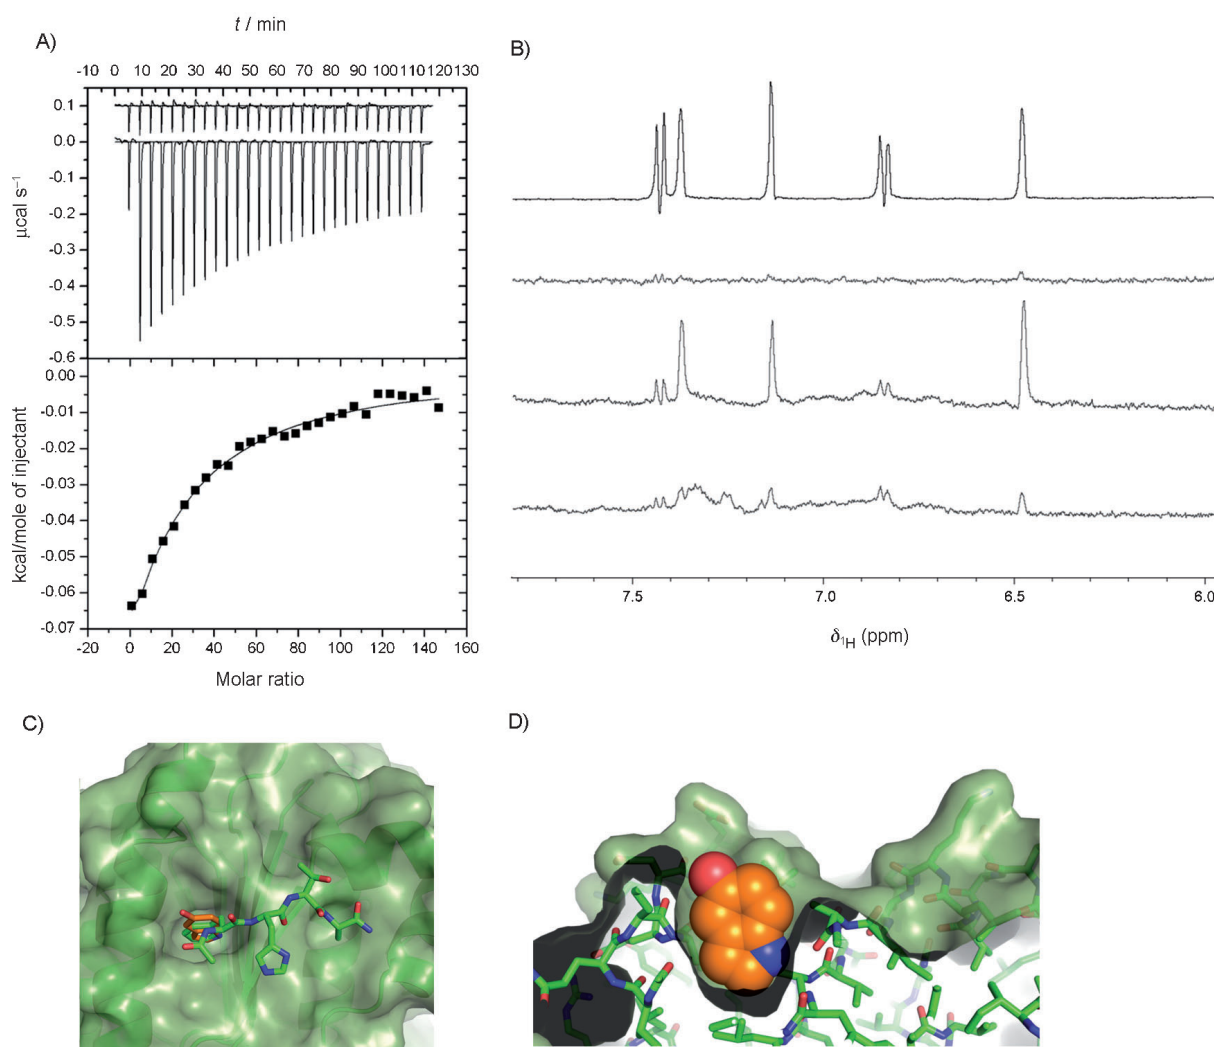 A)
t / min
-10 0 10 20 30 40 50 60 70 80 90 100 110 120 130
0.1
0.0
-0.1
-0.2
-0.3
-0.4
-0.5
-0.6
µcal s⁻¹
0.00
-0.01
-0.02
-0.03
-0.04
-0.05
-0.06
-0.07
kcal/mole of injectant
-20 0 20 40 60 80 100 120 140 160
Molar ratio
B)
7.5 7.0 6.5 6.0
δ1H (ppm)
C)
D)